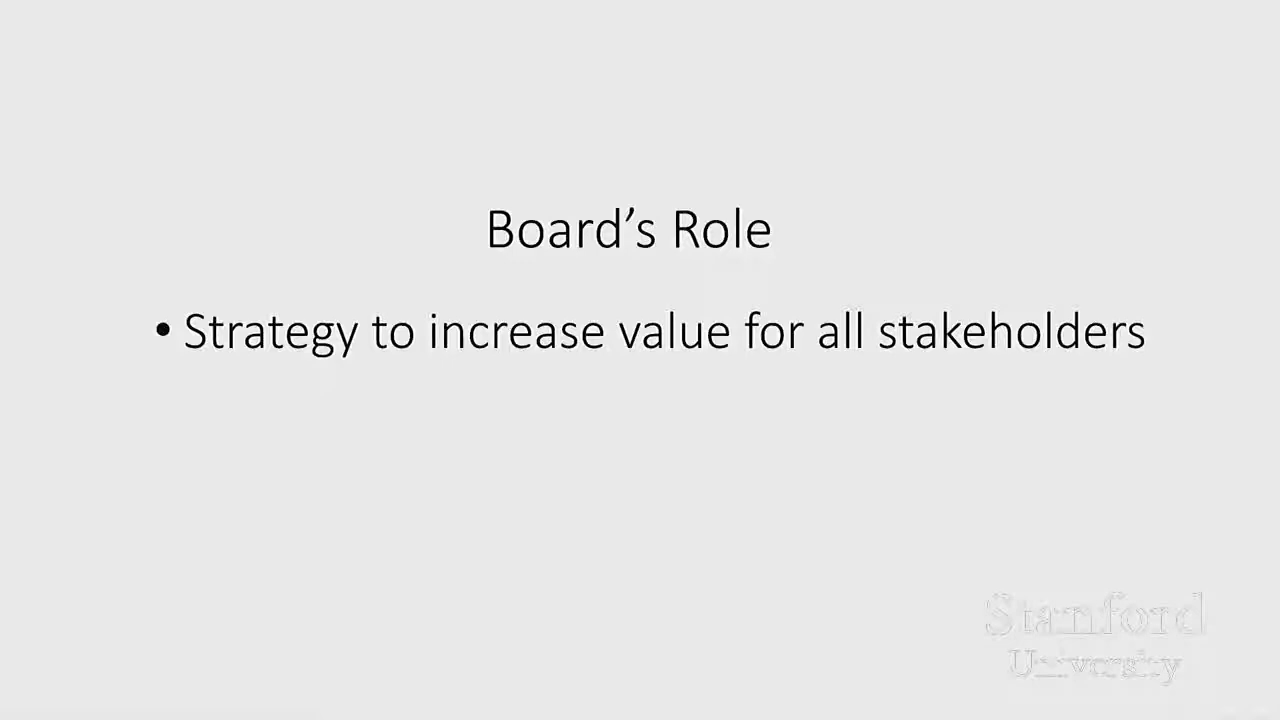 Board’s Role
• Strategy to increase value for all stakeholders
Stanford
University